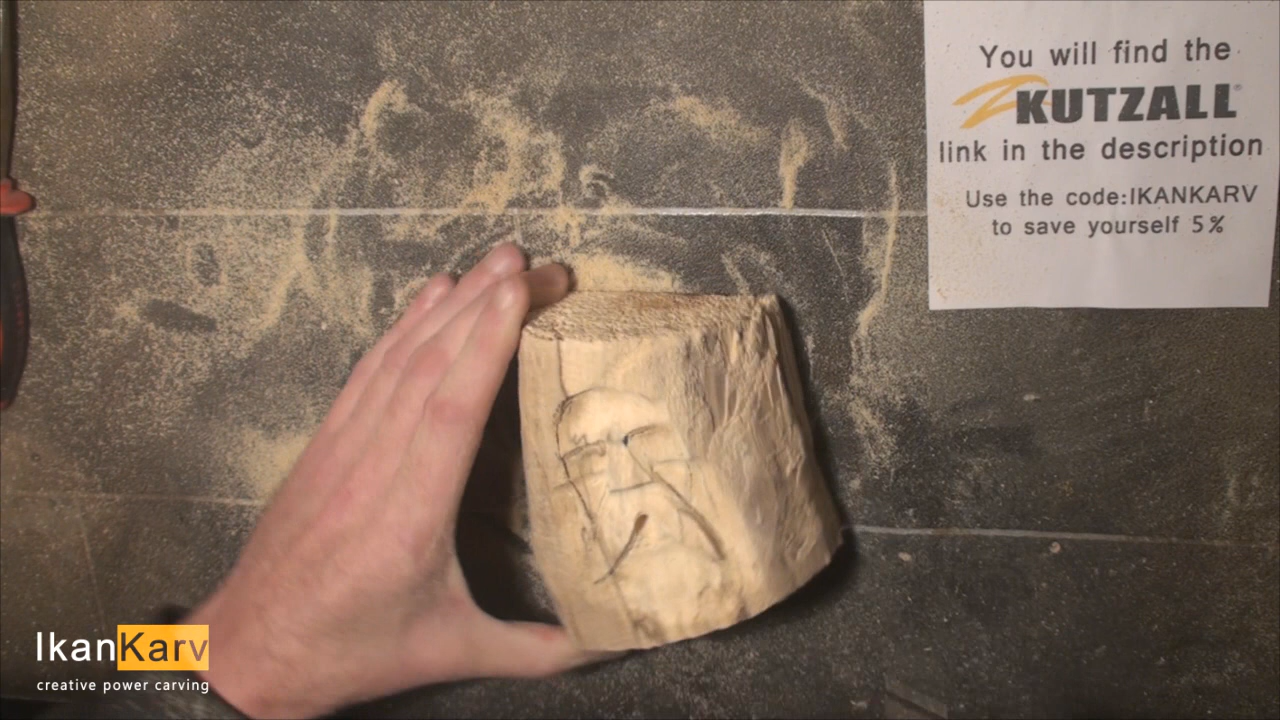 You will find the
KUTZALL®
link in the description
Use the code:IKANKARV
to save yourself 5%
IkanKarv
creative power carving